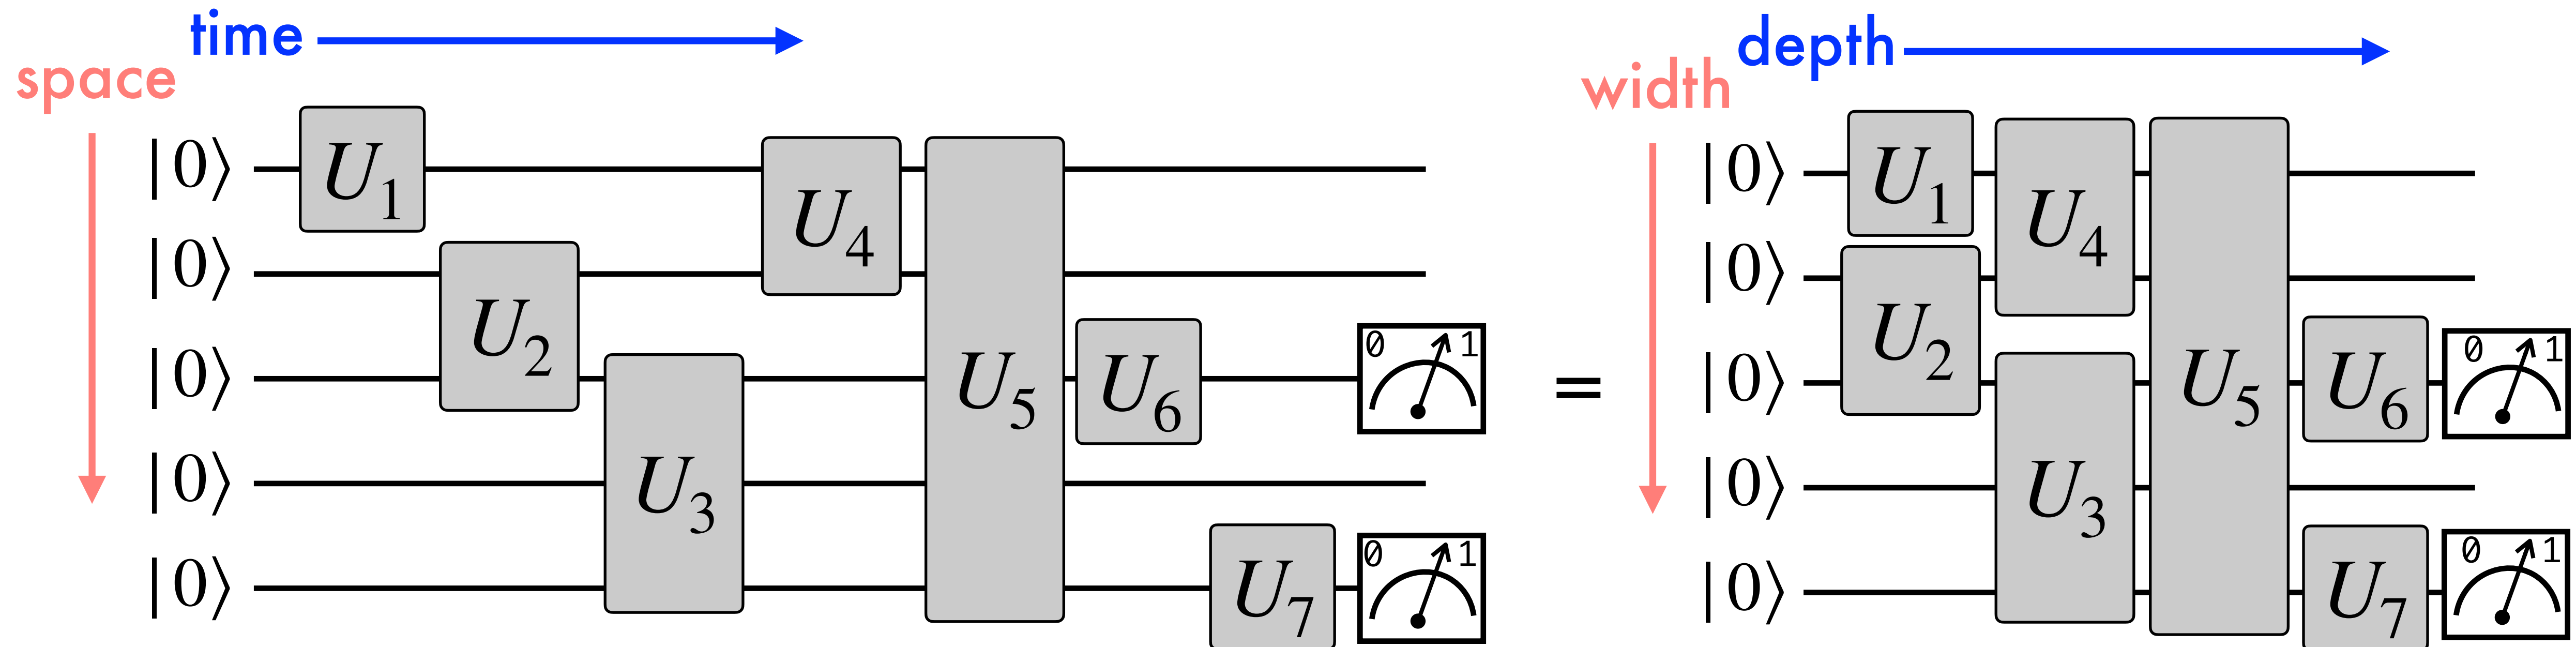 time
space
|0⟩ U₁ U₄
|0⟩ U₂
|0⟩ U₅ U₆ 0 1
|0⟩ U₃
|0⟩ U₇ 0 1
=
depth
width
|0⟩ U₁ U₄
|0⟩ U₂
|0⟩ U₅ U₆ 0 1
|0⟩ U₃
|0⟩ U₇ 0 1